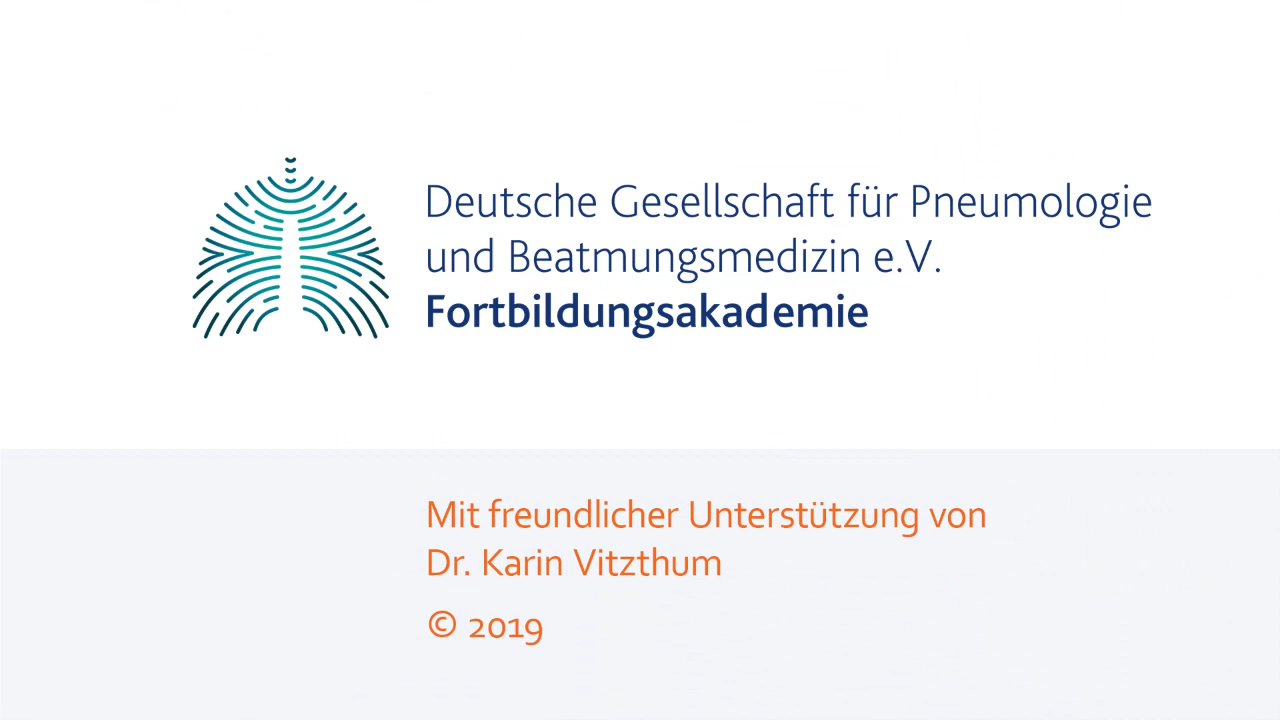 Deutsche Gesellschaft für Pneumologie
und Beatmungsmedizin e.V.
Fortbildungsakademie
Mit freundlicher Unterstützung von
Dr. Karin Vitzthum
© 2019